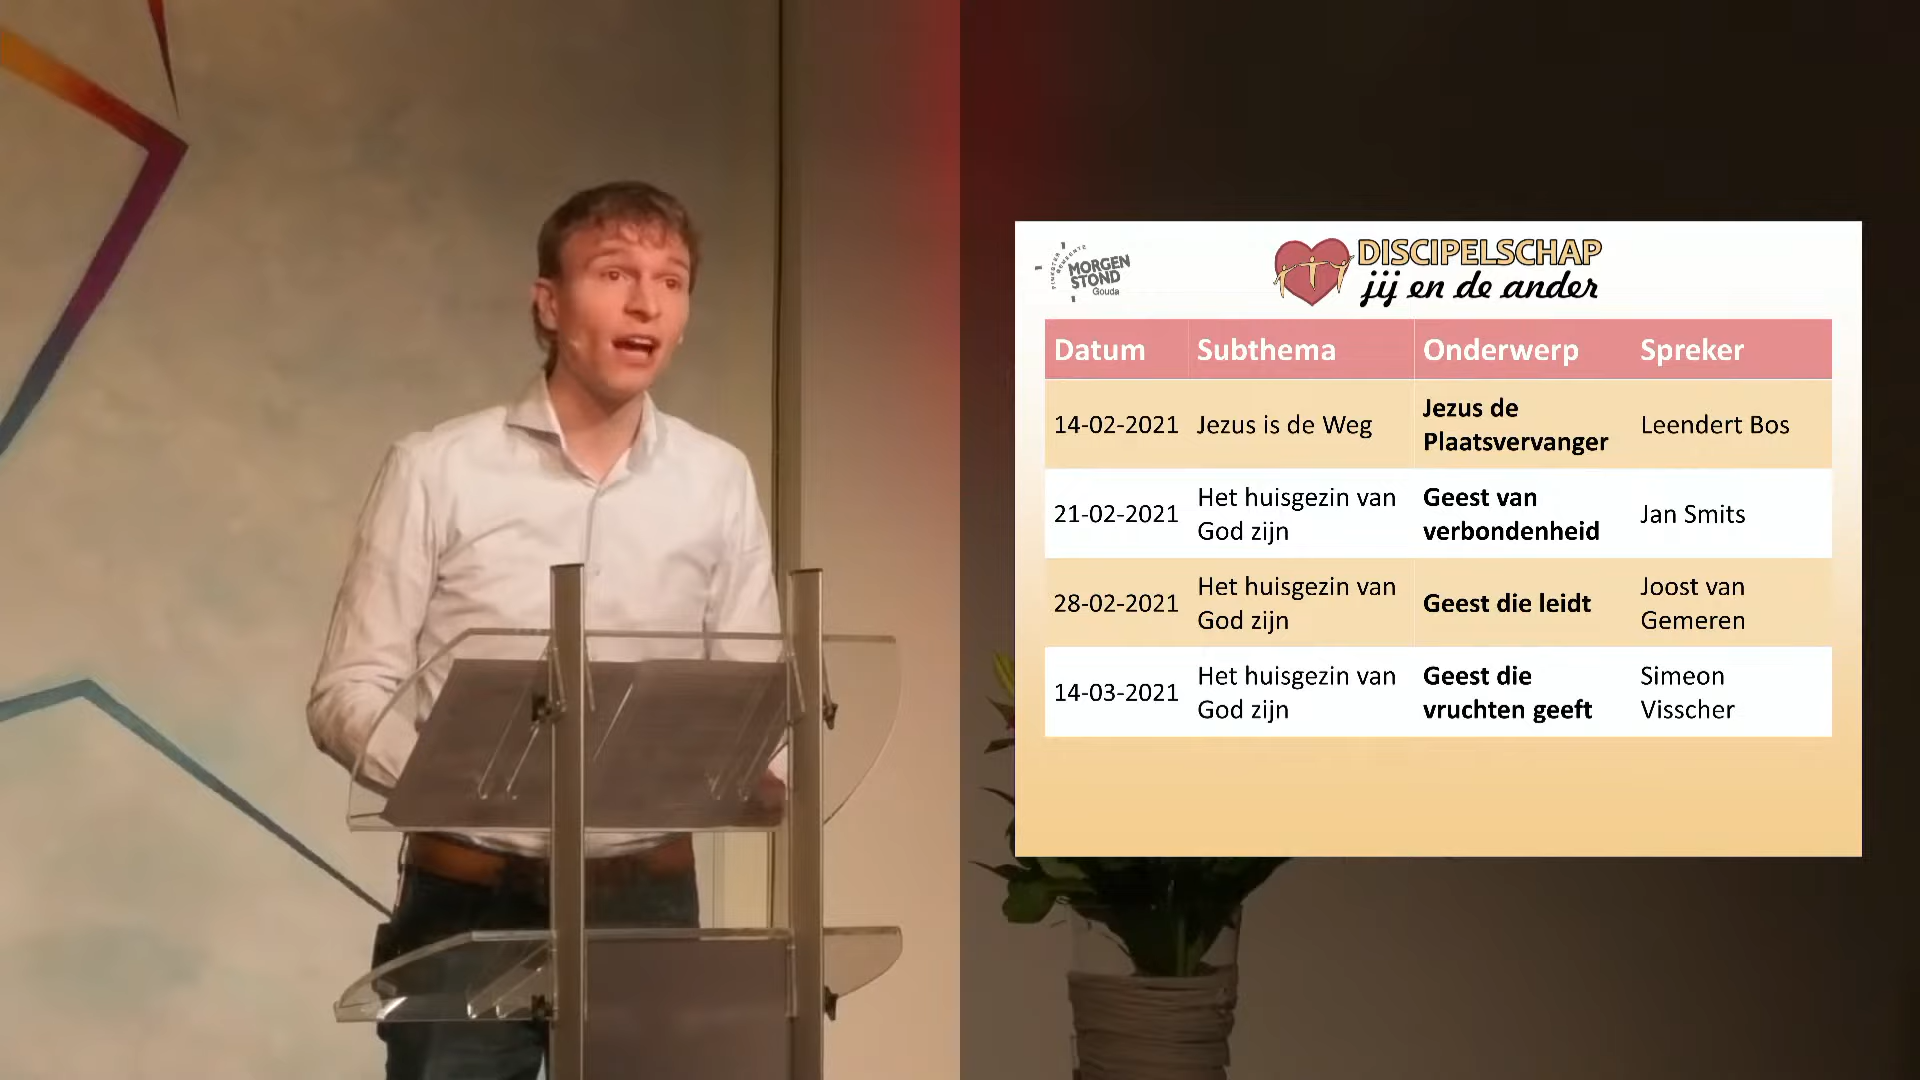 PINKSTER GEMEENTE
MORGEN
STOND
Gouda
DISCIPELSCHAP
jij en de ander
Datum Subthema Onderwerp Spreker
14-02-2021 Jezus is de Weg Jezus de Plaatsvervanger Leendert Bos
21-02-2021 Het huisgezin van God zijn Geest van verbondenheid Jan Smits
28-02-2021 Het huisgezin van God zijn Geest die leidt Joost van Gemeren
14-03-2021 Het huisgezin van God zijn Geest die vruchten geeft Simeon Visscher